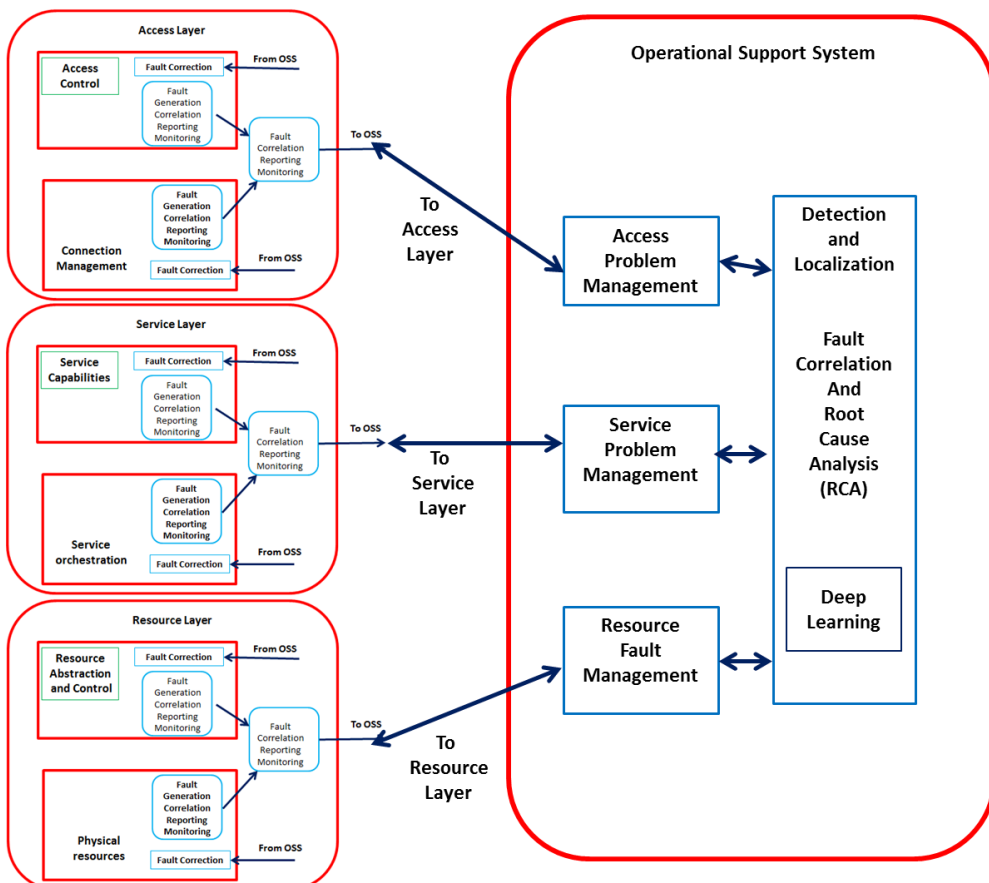 Access Layer
From OSS
Access
Control
Fault Correction
Fault
Generation
Correlation
Reporting
Monitoring
Fault
Correlation
Reporting
Monitoring
To OSS
Fault
Generation
Correlation
Reporting
Monitoring
Connection
Management
From OSS
Fault Correction
Service Layer
From OSS
Service
Capabilities
Fault Correction
Fault
Generation
Correlation
Reporting
Monitoring
Fault
Correlation
Reporting
Monitoring
To OSS
Fault
Generation
Correlation
Reporting
Monitoring
Service
orchestration
From OSS
Fault Correction
Resource Layer
From OSS
Resource
Abstraction
and Control
Fault Correction
Fault
Generation
Correlation
Reporting
Monitoring
Fault
Correlation
Reporting
Monitoring
To OSS
Fault
Generation
Correlation
Reporting
Monitoring
Physical
resources
From OSS
Fault Correction
To
Access
Layer
To
Service
Layer
To
Resource
Layer
Operational Support System
Access
Problem
Management
Service
Problem
Management
Resource
Fault
Management
Detection
and
Localization
Fault
Correlation
And
Root
Cause
Analysis
(RCA)
Deep
Learning